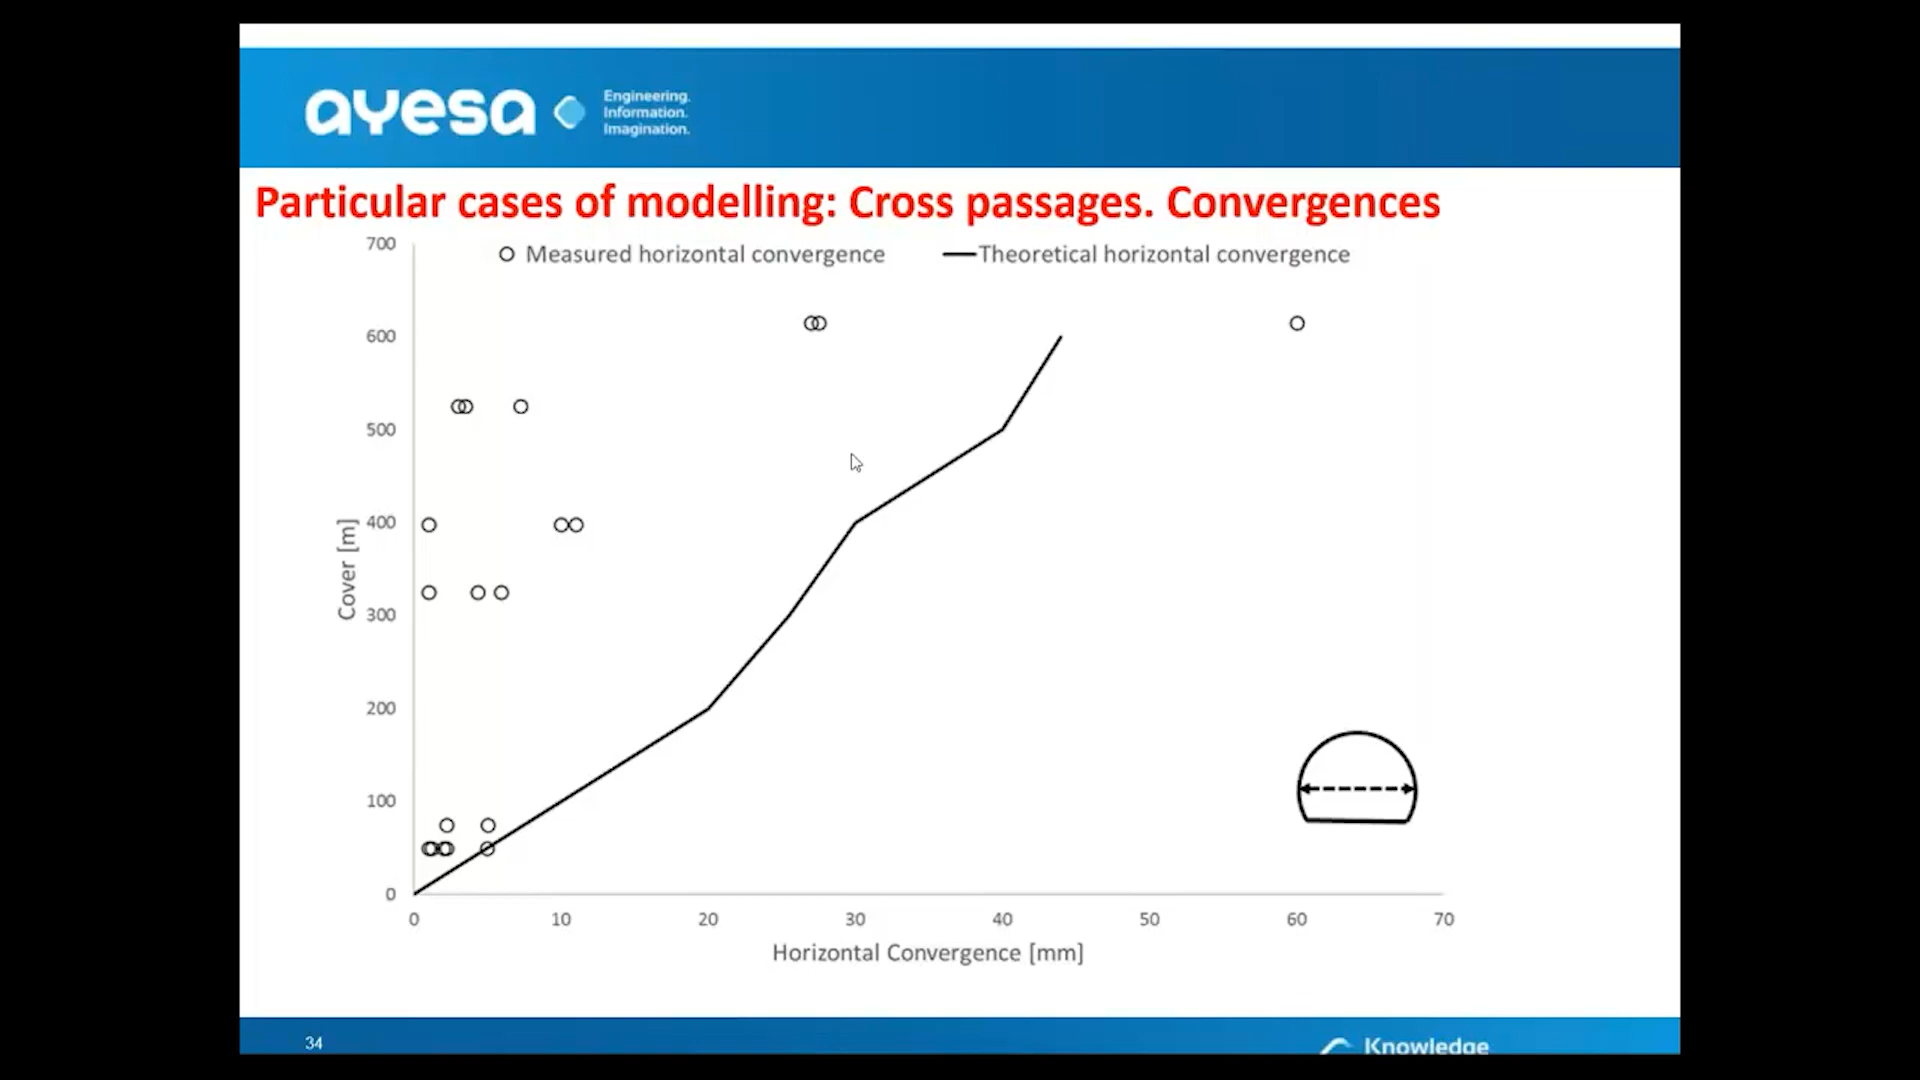 ayesa
Engineering.
Information.
Imagination.
Particular cases of modelling: Cross passages. Convergences
Measured horizontal convergence
Theoretical horizontal convergence
700
600
500
400
300
200
100
0
Cover [m]
0 10 20 30 40 50 60 70
Horizontal Convergence [mm]
34
Knowledge